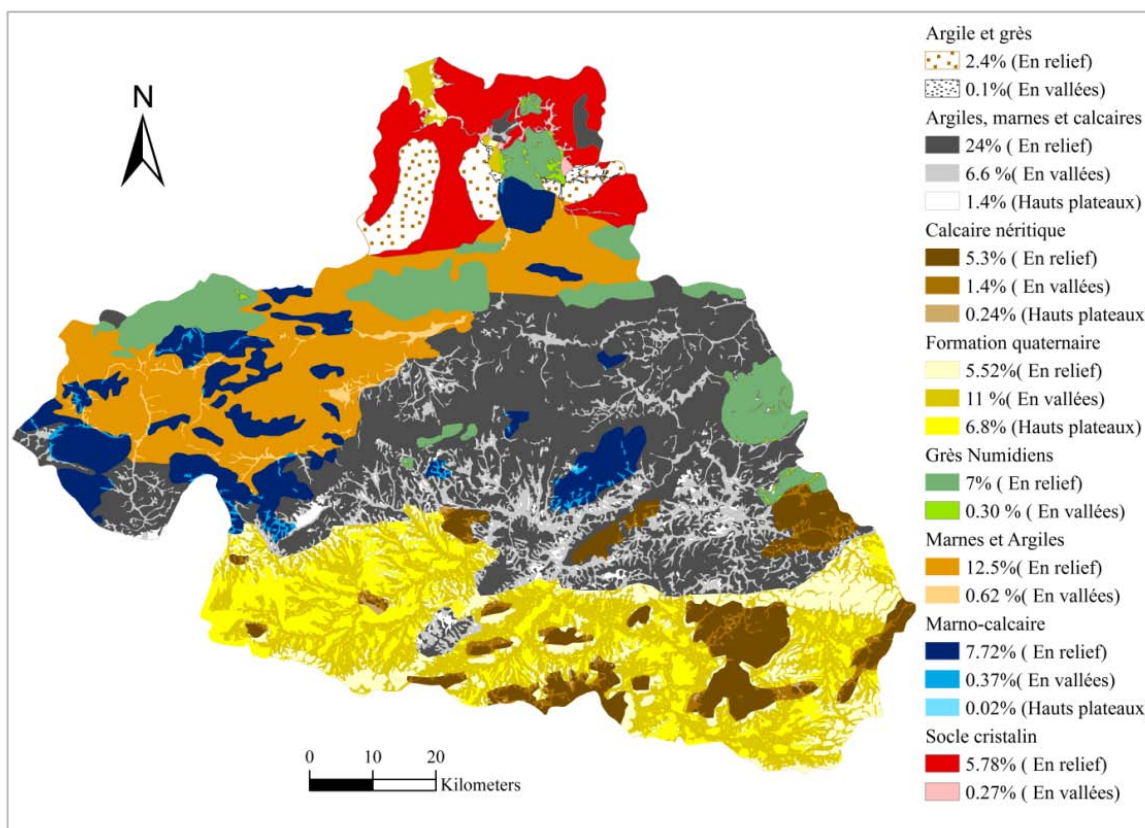 N
0 10 20
Kilometers
Argile et grès
2.4% (En relief)
0.1%( En vallées)
Argiles, marnes et calcaires
24% ( En relief)
6.6 %( En vallées)
1.4% (Hauts plateaux)
Calcaire néritique
5.3% ( En relief)
1.4% ( En vallées)
0.24% (Hauts plateaux
Formation quaternaire
5.52%( En relief)
11 %( En vallées)
6.8% (Hauts plateaux)
Grès Numidiens
7% ( En relief)
0.30 % ( En vallées)
Marnes et Argiles
12.5%( En relief)
0.62 %( En vallées)
Marno-calcaire
7.72% ( En relief)
0.37%( En vallées)
0.02% (Hauts plateaux
Socle cristalin
5.78% ( En relief)
0.27%( En vallées)